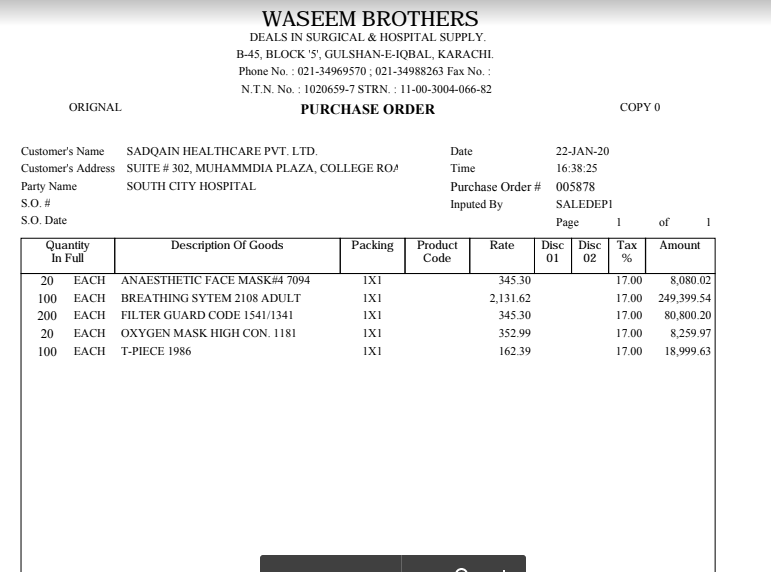 WASEEM BROTHERS
DEALS IN SURGICAL & HOSPITAL SUPPLY.
B-45, BLOCK '5', GULSHAN-E-IQBAL, KARACHI.
Phone No. : 021-34969570 ; 021-34988263 Fax No. :
N.T.N. No. : 1020659-7 STRN. : 11-00-3004-066-82
ORIGNAL PURCHASE ORDER COPY 0
Customer's Name SADQAIN HEALTHCARE PVT. LTD. Date 22-JAN-20
Customer's Address SUITE # 302, MUHAMMDIA PLAZA, COLLEGE Time 16:38:25
Party Name SOUTH CITY HOSPITAL Purchase Order # 005878
S.O. # Inputed By SALEDEP1
S.O. Date Page 1 of 1
Quantity In Full Description Of Goods Packing Product Code Rate Disc 01 Disc 02 Tax % Amount
20 EACH ANAESTHETIC FACE MASK#4 7094 1X1 345.30 17.00 8,080.02
100 EACH BREATHING SYTEM 2108 ADULT 1X1 2,131.62 17.00 249,399.54
200 EACH FILTER GUARD CODE 1541/1341 1X1 345.30 17.00 80,800.20
20 EACH OXYGEN MASK HIGH CON. 1181 1X1 352.99 17.00 8,259.97
100 EACH T-PIECE 1986 1X1 162.39 17.00 18,999.63